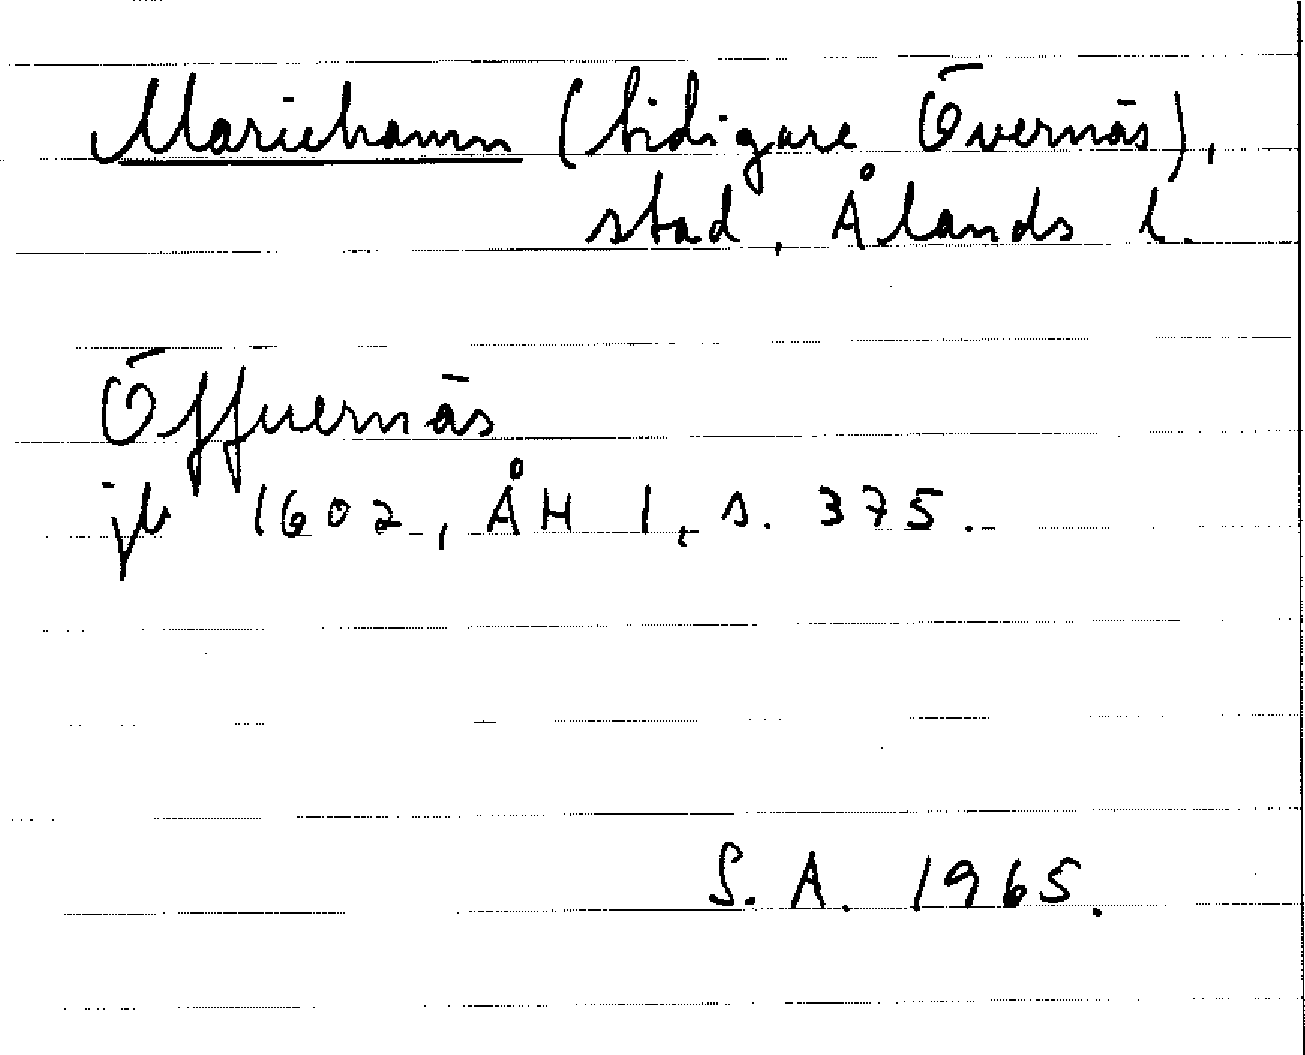 Mariehamn (tidigare Övernäs),
stad, Ålands l.
Öffuernäs
jb 1602, ÅH 1, s. 375.
S. A. 1965.